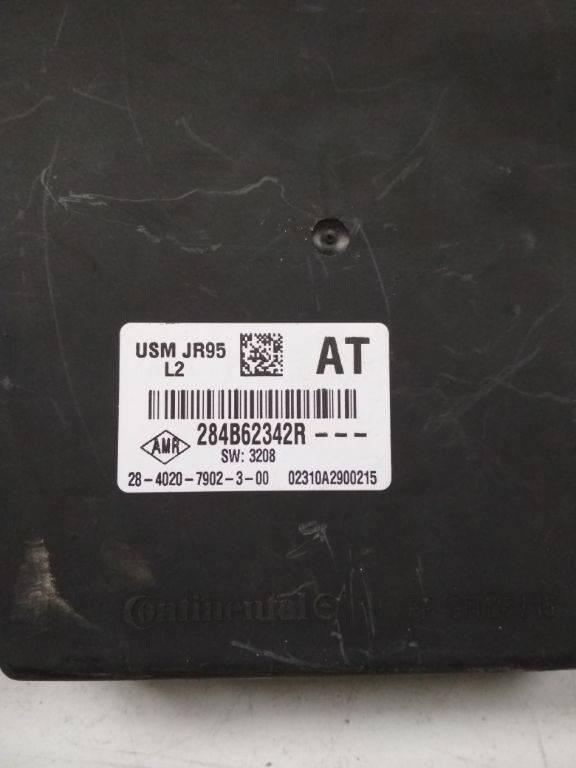 USM JR95
L2
AT
AMR
284B62342R---
SW: 3208
28-4020-7902-3-00 02310A2900215
Continental